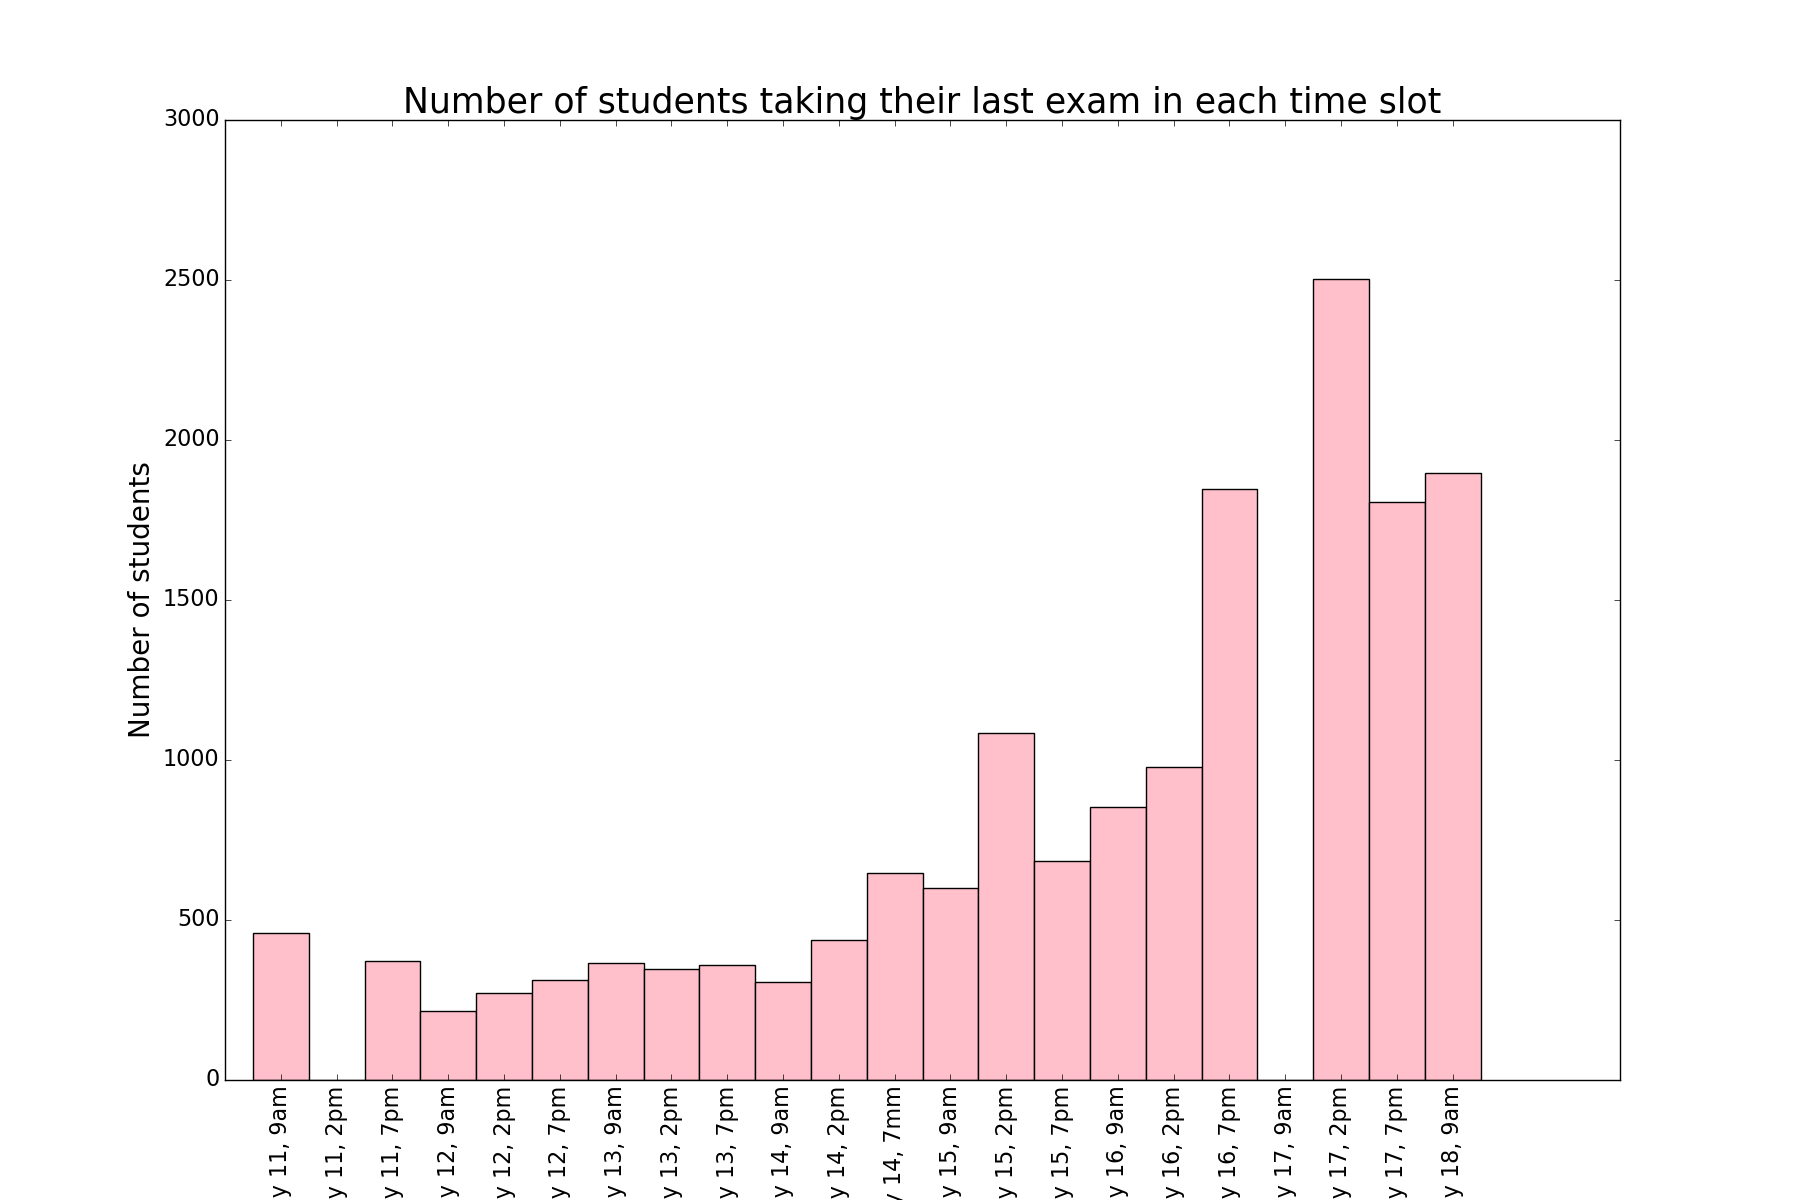 Number of students taking their last exam in each time slot
3000
2500
2000
1500
1000
500
0
Number of students
y 11, 9am
y 11, 2pm
y 11, 7pm
y 12, 9am
y 12, 2pm
y 12, 7pm
y 13, 9am
y 13, 2pm
y 13, 7pm
y 14, 9am
y 14, 2pm
y 14, 7mm
y 15, 9am
y 15, 2pm
y 15, 7pm
y 16, 9am
y 16, 2pm
y 16, 7pm
y 17, 9am
y 17, 2pm
y 17, 7pm
y 18, 9am